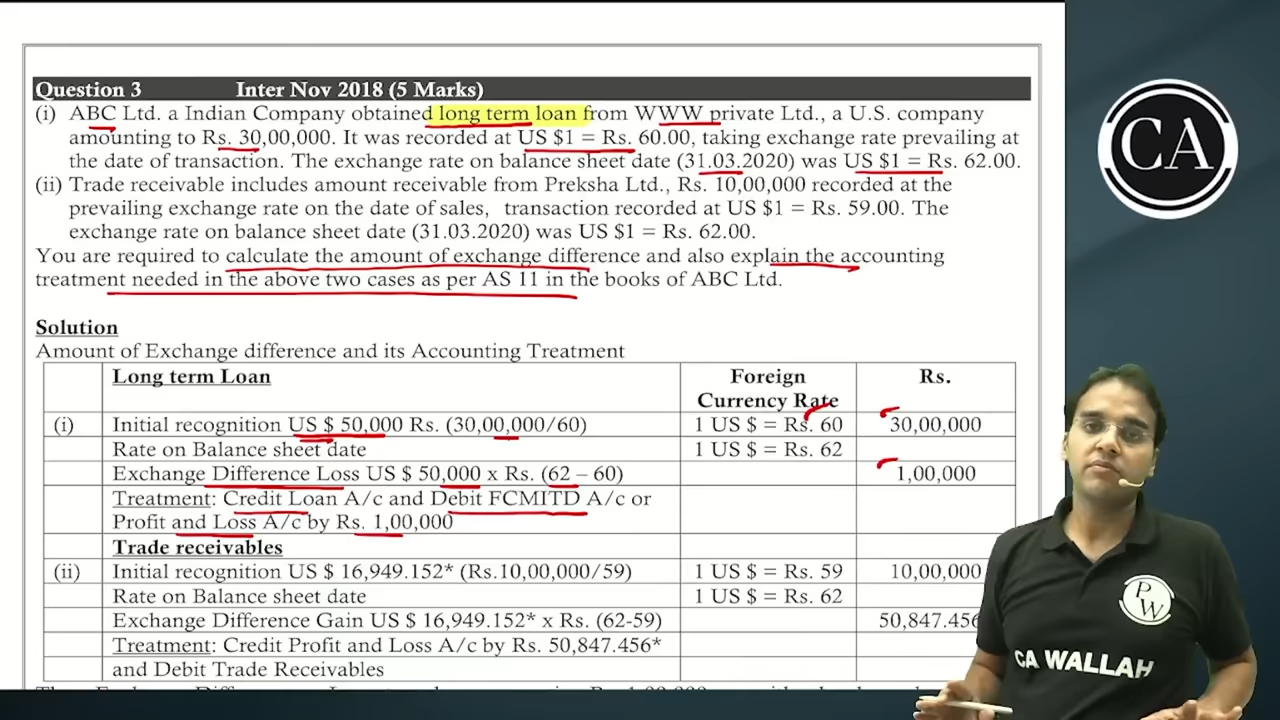 Question 3 Inter Nov 2018 (5 Marks)
(i) ABC Ltd. a Indian Company obtained long term loan from WWW private Ltd., a U.S. company
amounting to Rs. 30,00,000. It was recorded at US $1 = Rs. 60.00, taking exchange rate prevailing at
the date of transaction. The exchange rate on balance sheet date (31.03.2020) was US $1 = Rs. 62.00.
(ii) Trade receivable includes amount receivable from Preksha Ltd., Rs. 10,00,000 recorded at the
prevailing exchange rate on the date of sales, transaction recorded at US $1 = Rs. 59.00. The
exchange rate on balance sheet date (31.03.2020) was US $1 = Rs. 62.00.
You are required to calculate the amount of exchange difference and also explain the accounting
treatment needed in the above two cases as per AS 11 in the books of ABC Ltd.
Solution
Amount of Exchange difference and its Accounting Treatment
Long term Loan Foreign Rs.
Currency Rate
(i) Initial recognition US $ 50,000 Rs. (30,00,000/60) 1 US $ = Rs. 60 30,00,000
Rate on Balance sheet date 1 US $ = Rs. 62
Exchange Difference Loss US $ 50,000 x Rs. (62 – 60) 1,00,000
Treatment: Credit Loan A/c and Debit FCMITD A/c or
Profit and Loss A/c by Rs. 1,00,000
Trade receivables
(ii) Initial recognition US $ 16,949.152* (Rs.10,00,000/59) 1 US $ = Rs. 59 10,00,000
Rate on Balance sheet date 1 US $ = Rs. 62
Exchange Difference Gain US $ 16,949.152* x Rs. (62-59) 50,847.456
Treatment: Credit Profit and Loss A/c by Rs. 50,847.456*
and Debit Trade Receivables
CA
PW
CA WALLAH